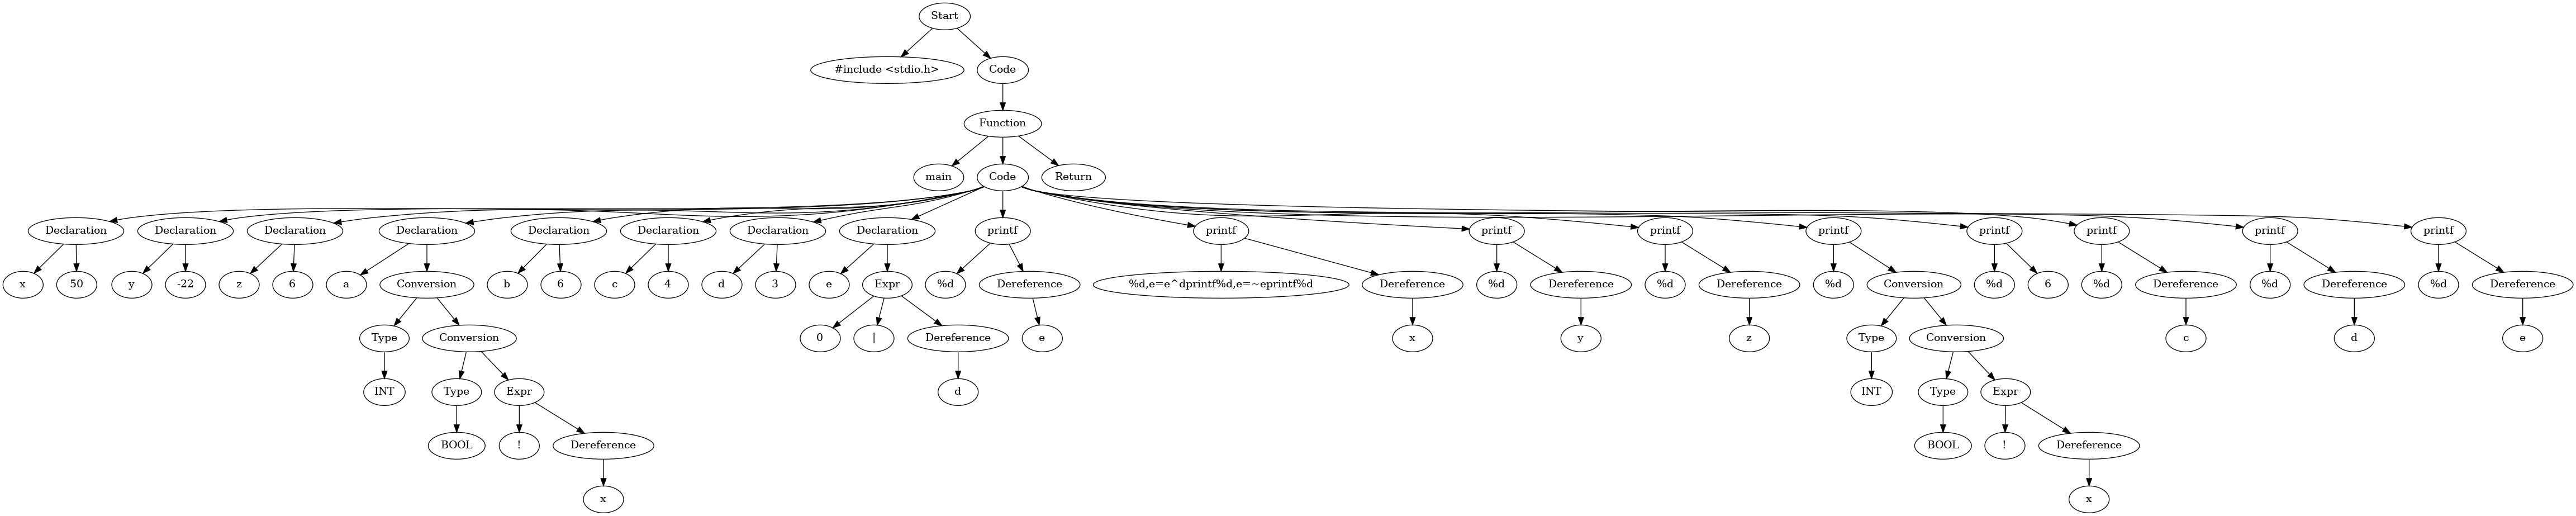 Start
#include <stdio.h>
Code
Function
main
Code
Return
Declaration
Declaration
Declaration
Declaration
Declaration
Declaration
Declaration
Declaration
printf
printf
printf
printf
printf
printf
printf
printf
printf
x
50
y
-22
z
6
a
Conversion
b
6
c
4
d
3
e
Expr
%d
Dereference
%d,e=e^dprintf%d,e=~eprintf%d
Dereference
%d
Dereference
%d
Dereference
%d
Conversion
%d
6
%d
Dereference
%d
Dereference
%d
Dereference
Type
Conversion
0
|
Dereference
e
x
y
z
Type
Conversion
c
d
e
INT
Type
Expr
d
INT
Type
Expr
BOOL
!
Dereference
BOOL
!
Dereference
x
x